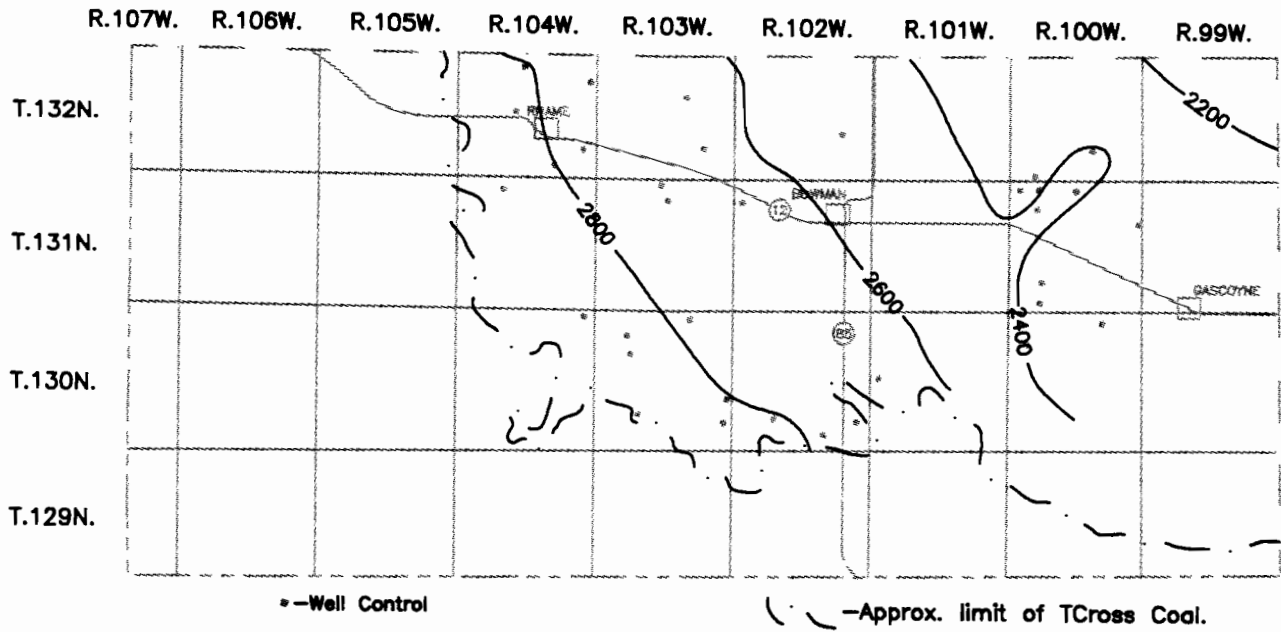 R.107W. R.106W. R.105W. R.104W. R.103W. R.102W. R.101W. R.100W. R.99W.
T.132N.
RHAME
2200
BOWMAN
12
T.131N.
2800
2600
GASCOYNE
2400
85
T.130N.
T.129N.
*-Well Control
-Approx. limit of TCross Coal.